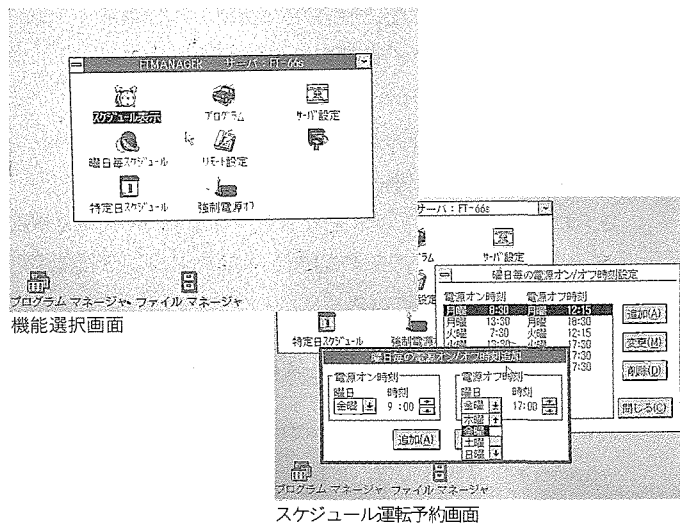 FTMANAGER サーバ：FT-66s
スケジュール表示
プログラム
サーバ設定
曜日毎スケジュール
リモート設定
特定日スケジュール
強制電源オフ
プログラム マネージャ
ファイル マネージャ
機能選択画面
サーバ：FT-66s
サーバ設定
曜日毎の電源オン/オフ時刻設定
電源オン時刻 電源オフ時刻
月曜 8:30 月曜 12:15
月曜 13:30 月曜 18:30
火曜 7:30 火曜 12:15
火曜 火曜 17:30
7:30
7:30
追加(A)
変更(M)
削除(D)
閉じる(C)
特定日スケジュール
強制電源
曜日毎の電源オン/オフ時刻追加
電源オン時刻
曜日 時刻
金曜 9:00
電源オフ時刻
曜日 時刻
金曜 17:00
木曜
金曜
土曜
日曜
追加(A)
プログラム マネージャ ファイル マネージャ
スケジュール運転予約画面